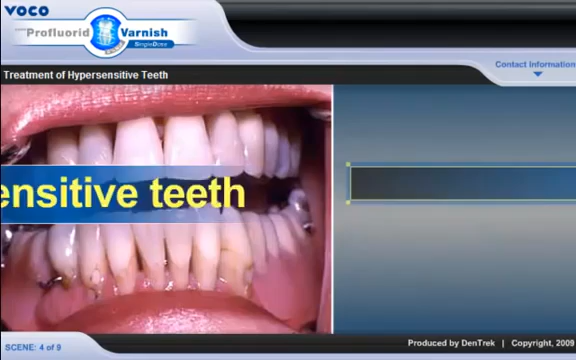 VOCO
Profluorid Varnish
SingleDose
Contact Information
Treatment of Hypersensitive Teeth
ensitive teeth
SCENE: 4 of 9
Produced by DenTrek | Copyright, 2009